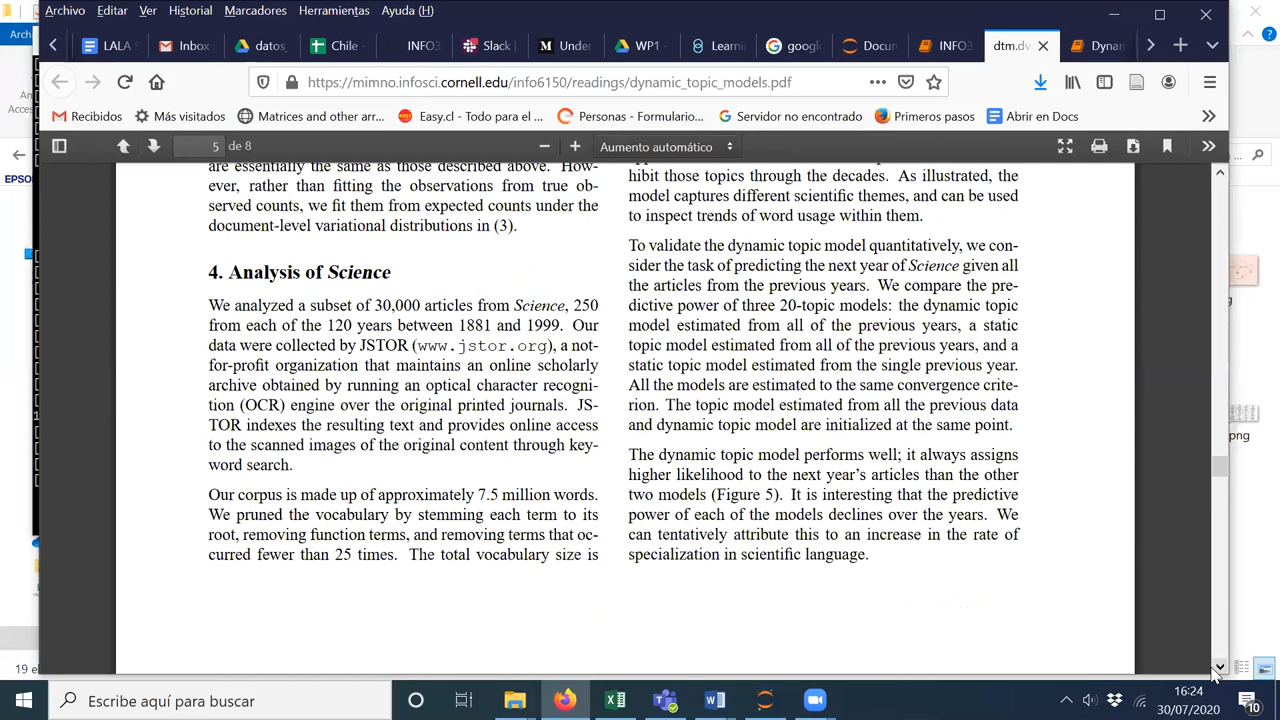 Archivo Editar Ver Historial Marcadores Herramientas Ayuda (H)
LALA Inbox datos_ Chile - INFO3 Slack Under WP1 - Learni googl Docun INFO3 dtm.dv Dynan
https://mimno.infosci.cornell.edu/info6150/readings/dynamic_topic_models.pdf
Recibidos Más visitados Matrices and other arr... Easy.cl - Todo para el ... Personas - Formulario... Servidor no encontrado Primeros pasos Abrir en Docs
5 de 8 Aumento automático
Arch
Acces
EPSO
are essentially the same as those described above. How-
ever, rather than fitting the observations from true ob-
served counts, we fit them from expected counts under the
document-level variational distributions in (3).
4. Analysis of Science
We analyzed a subset of 30,000 articles from Science, 250
from each of the 120 years between 1881 and 1999. Our
data were collected by JSTOR (www.jstor.org), a not-
for-profit organization that maintains an online scholarly
archive obtained by running an optical character recogni-
tion (OCR) engine over the original printed journals. JS-
TOR indexes the resulting text and provides online access
to the scanned images of the original content through key-
word search.
Our corpus is made up of approximately 7.5 million words.
We pruned the vocabulary by stemming each term to its
root, removing function terms, and removing terms that oc-
curred fewer than 25 times. The total vocabulary size is
hibit those topics through the decades. As illustrated, the
model captures different scientific themes, and can be used
to inspect trends of word usage within them.
To validate the dynamic topic model quantitatively, we con-
sider the task of predicting the next year of Science given all
the articles from the previous years. We compare the pre-
dictive power of three 20-topic models: the dynamic topic
model estimated from all of the previous years, a static
topic model estimated from all of the previous years, and a
static topic model estimated from the single previous year.
All the models are estimated to the same convergence crite-
rion. The topic model estimated from all the previous data
and dynamic topic model are initialized at the same point.
The dynamic topic model performs well; it always assigns
higher likelihood to the next year's articles than the other
two models (Figure 5). It is interesting that the predictive
power of each of the models declines over the years. We
can tentatively attribute this to an increase in the rate of
specialization in scientific language.
png
19 el
Escribe aquí para buscar
16:24
30/07/2020
10